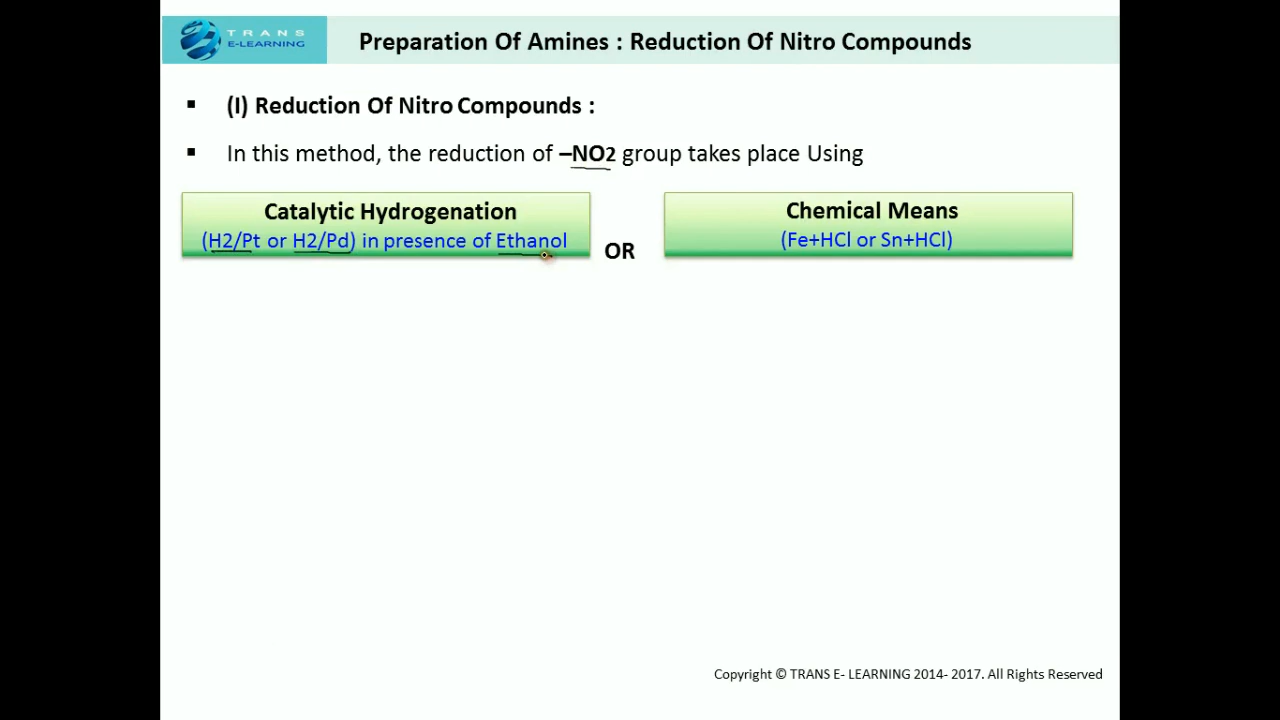 TRANS
E-LEARNING
Preparation Of Amines : Reduction Of Nitro Compounds
▪ (I) Reduction Of Nitro Compounds :
▪ In this method, the reduction of –NO2 group takes place Using
Catalytic Hydrogenation
(H2/Pt or H2/Pd) in presence of Ethanol
OR
Chemical Means
(Fe+HCl or Sn+HCl)
Copyright © TRANS E- LEARNING 2014- 2017. All Rights Reserved